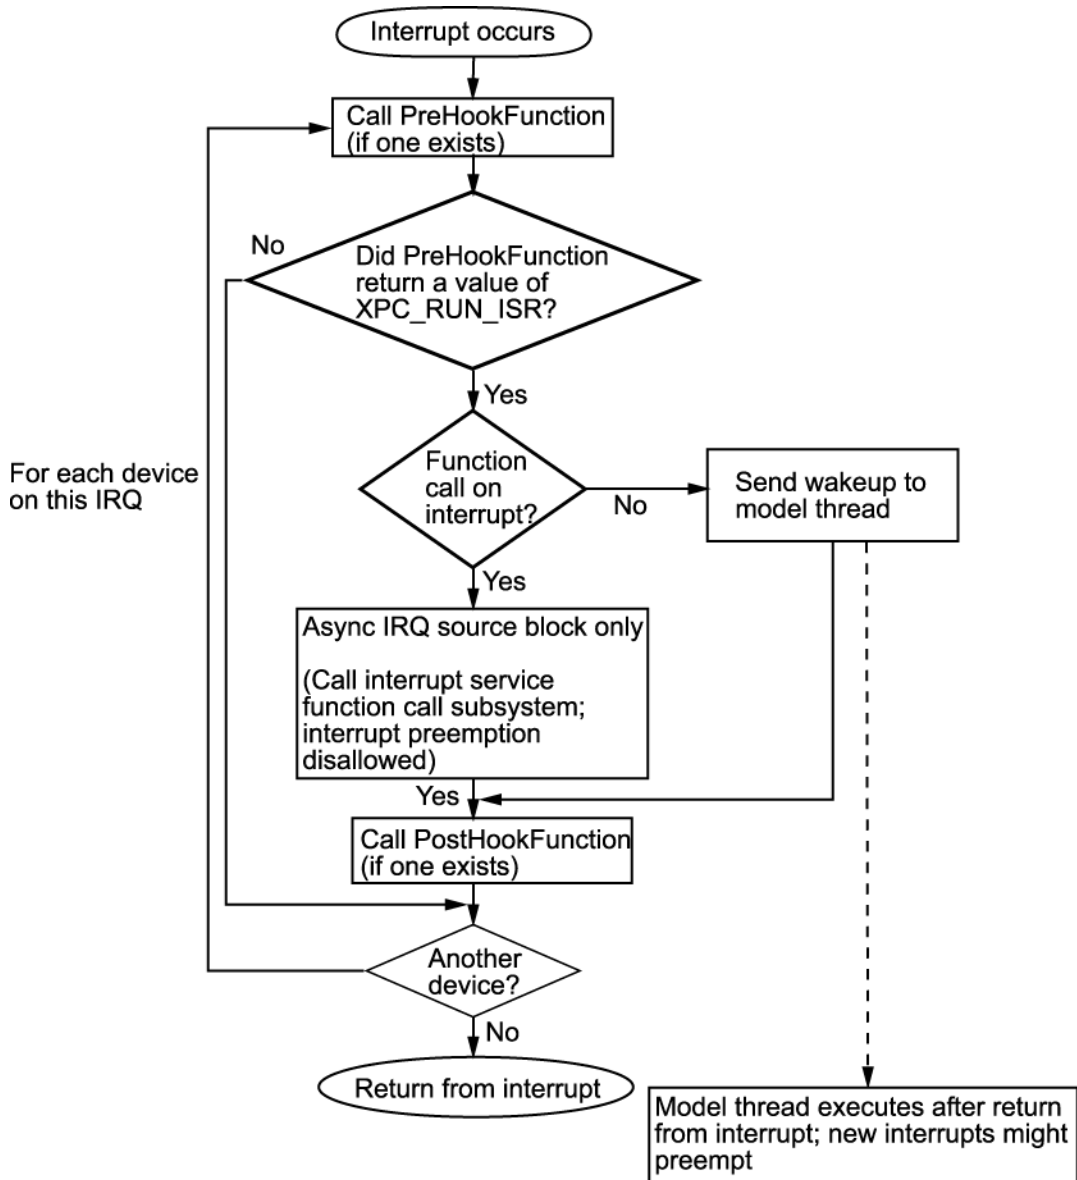 Interrupt occurs
Call PreHookFunction
(if one exists)
No
Did PreHookFunction
return a value of
XPC_RUN_ISR?
Yes
For each device
on this IRQ
Function
call on
interrupt?
No
Send wakeup to
model thread
Yes
Async IRQ source block only
(Call interrupt service
function call subsystem;
interrupt preemption
disallowed)
Yes
Call PostHookFunction
(if one exists)
Another
device?
No
Return from interrupt
Model thread executes after return
from interrupt; new interrupts might
preempt